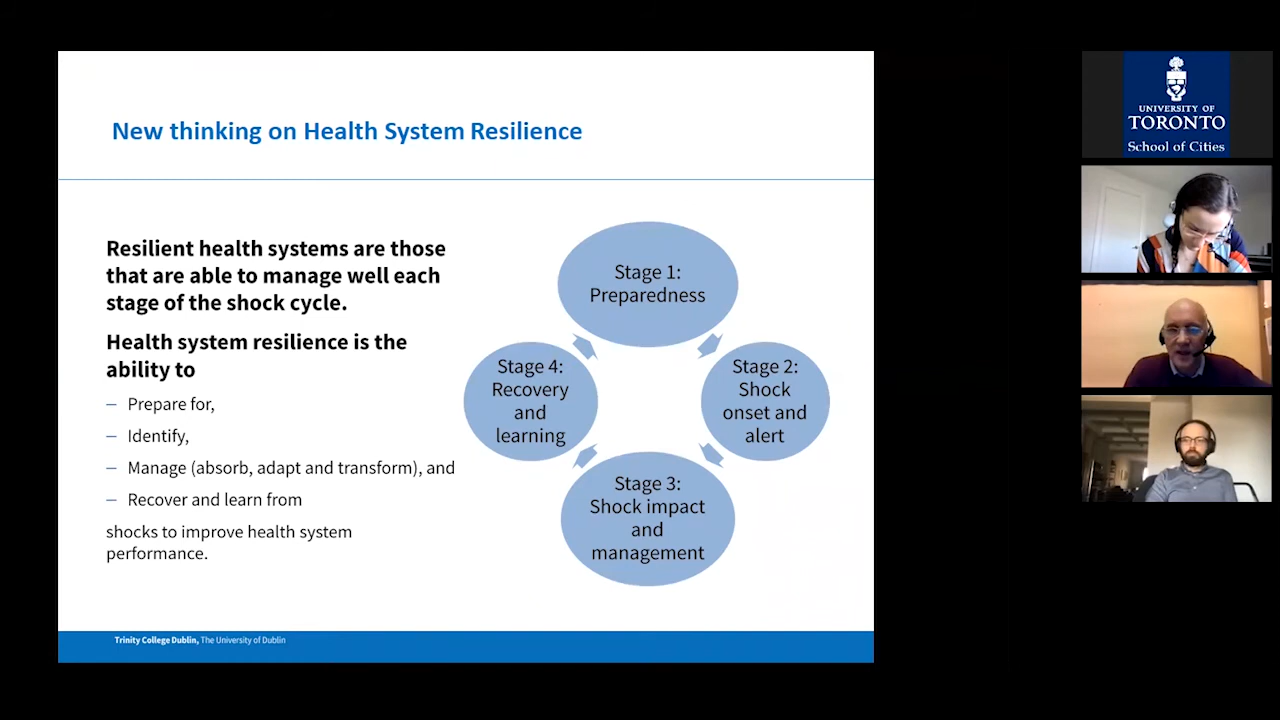 New thinking on Health System Resilience
Resilient health systems are those
that are able to manage well each
stage of the shock cycle.
Health system resilience is the
ability to
– Prepare for,
– Identify,
– Manage (absorb, adapt and transform), and
– Recover and learn from
shocks to improve health system
performance.
Stage 1:
Preparedness
Stage 2:
Shock
onset and
alert
Stage 3:
Shock impact
and
management
Stage 4:
Recovery
and
learning
Trinity College Dublin, The University of Dublin
UNIVERSITY OF
TORONTO
School of Cities